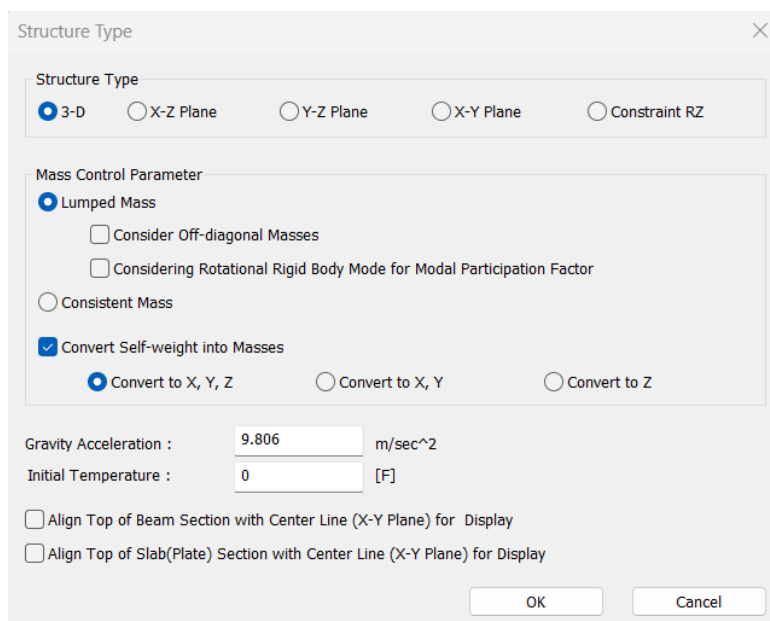 Structure Type
Structure Type
3-D X-Z Plane Y-Z Plane X-Y Plane Constraint RZ
Mass Control Parameter
Lumped Mass
Consider Off-diagonal Masses
Considering Rotational Rigid Body Mode for Modal Participation Factor
Consistent Mass
Convert Self-weight into Masses
Convert to X, Y, Z Convert to X, Y Convert to Z
Gravity Acceleration : 9.806 m/sec^2
Initial Temperature : 0 [F]
Align Top of Beam Section with Center Line (X-Y Plane) for Display
Align Top of Slab(Plate) Section with Center Line (X-Y Plane) for Display
OK Cancel